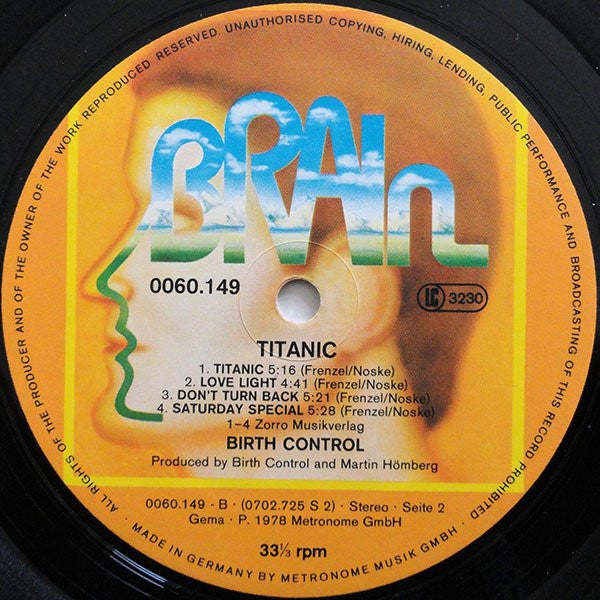 ALL RIGHTS OF THE PRODUCER AND OF THE OWNER OF THE WORK REPRODUCED RESERVED. UNAUTHORISED COPYING, HIRING, LENDING, PUBLIC PERFORMANCE AND BROADCASTING OF THIS RECORD PROHIBITED
BRAIn
0060.149
LC 3230
TITANIC
1. TITANIC 5:16 (Frenzel/Noske)
2. LOVE LIGHT 4:41 (Frenzel/Noske)
3. DON'T TURN BACK 5:21 (Frenzel/Noske)
4. SATURDAY SPECIAL 5:28 (Frenzel/Noske)
1–4 Zorro Musikverlag
BIRTH CONTROL
Produced by Birth Control and Martin Hömberg
0060.149 - B · (0702.725 S 2) · Stereo · Seite 2
Gema · P. 1978 Metronome GmbH
33⅓ rpm
· MADE IN GERMANY BY METRONOME MUSIK GMBH ·